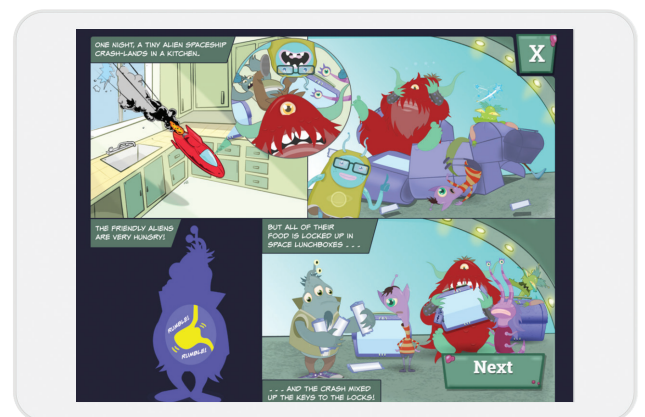 ONE NIGHT, A TINY ALIEN SPACESHIP
CRASH-LANDS IN A KITCHEN.
X
THE FRIENDLY ALIENS
ARE VERY HUNGRY!
RUMBLE!
RUMBLE!
BUT ALL OF THEIR
FOOD IS LOCKED UP IN
SPACE LUNCHBOXES . . .
Next
. . . AND THE CRASH MIXED
UP THE KEYS TO THE LOCKS!